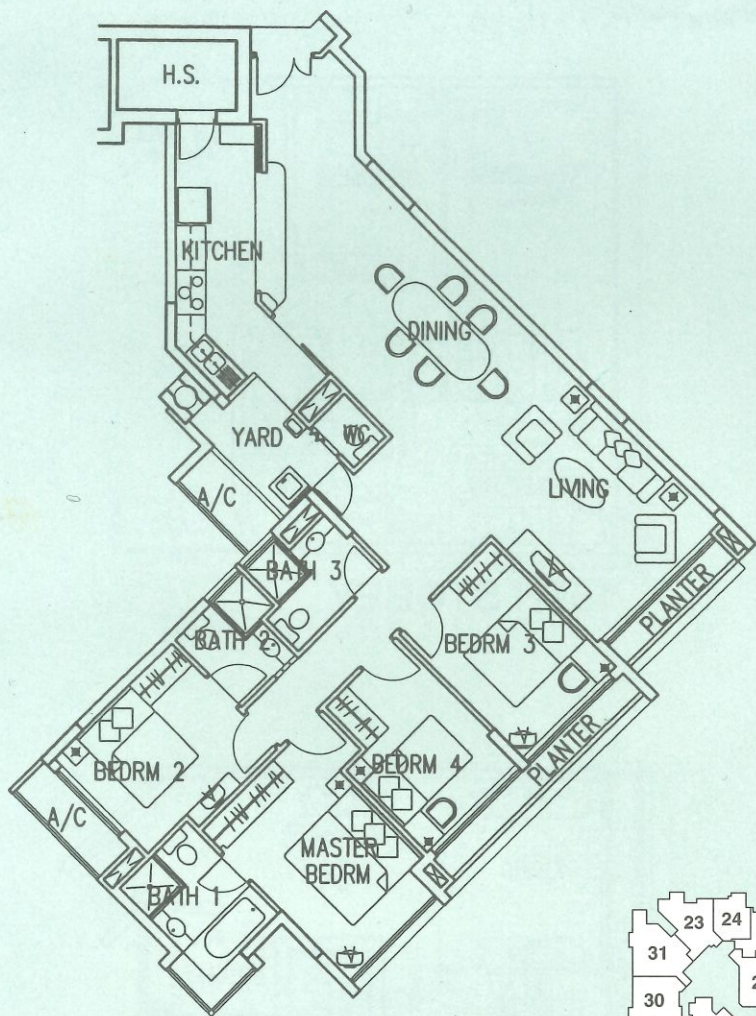 H.S.
KITCHEN
DINING
YARD
WC
A/C
LIVING
BATH 3
PLANTER
BATH 2
BEDRM 3
PLANTER
BEDRM 2
BEDRM 4
A/C
MASTER
BEDRM
BATH 1
23
24
31
30